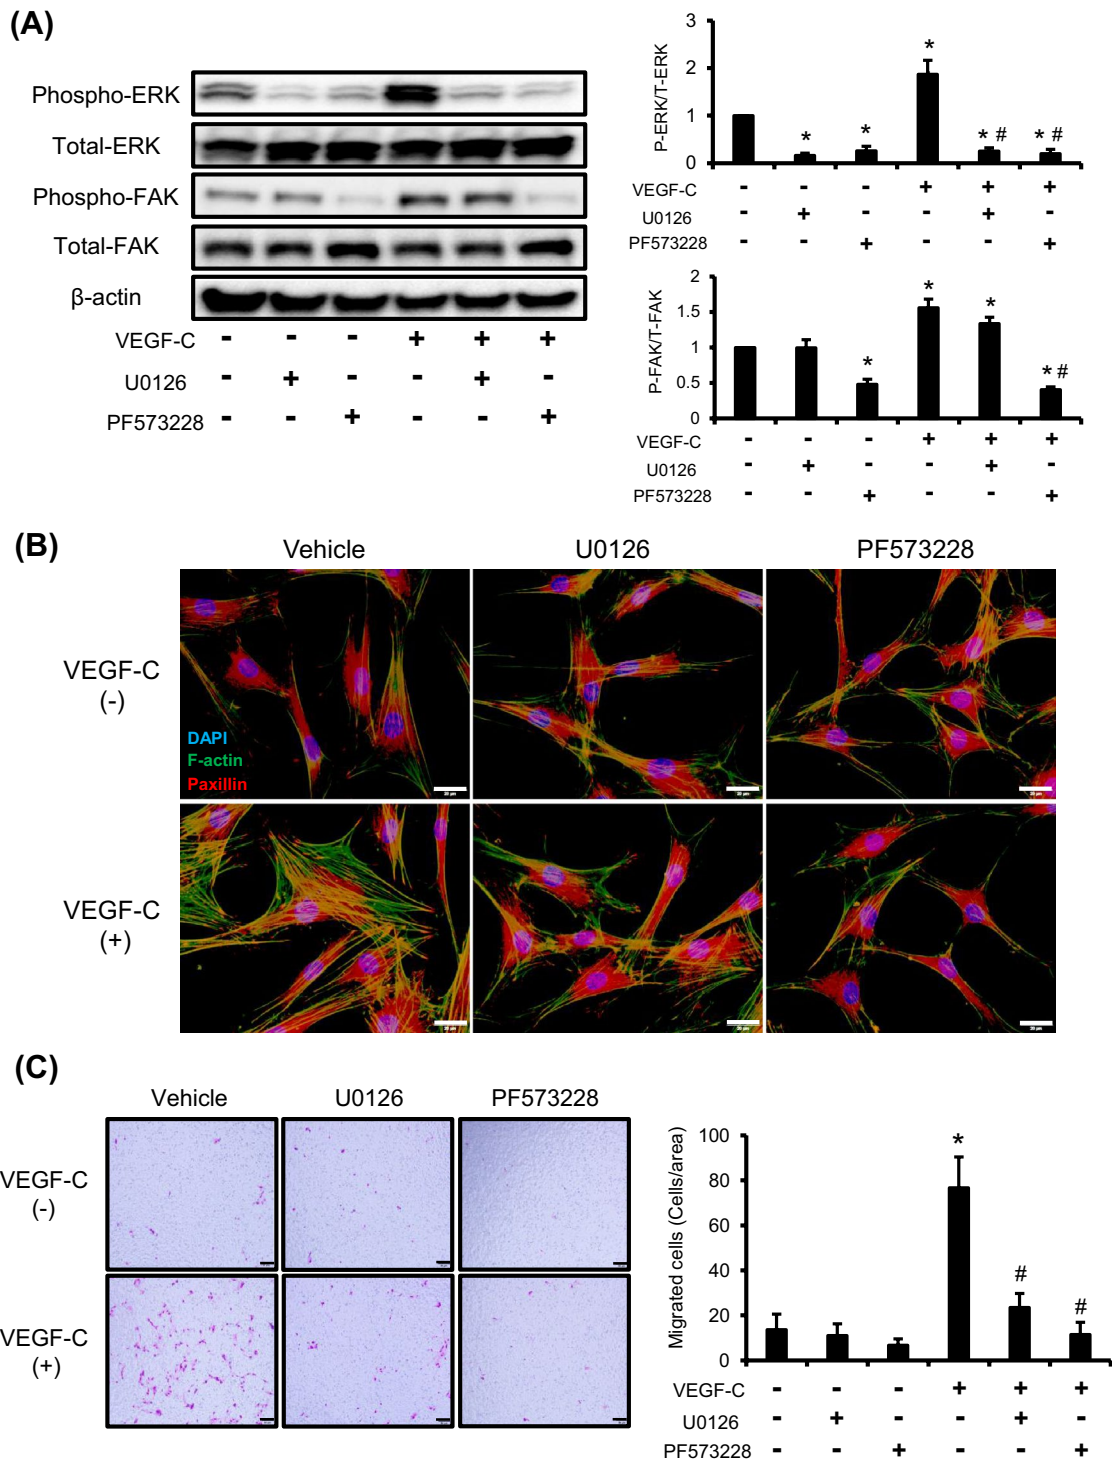 (A)
Phospho-ERK
Total-ERK
Phospho-FAK
Total-FAK
β-actin
VEGF-C - - - + + +
U0126 - + - - + -
PF573228 - - + - - +
P-ERK/T-ERK
3
2
1
0
* * * * # * #
VEGF-C - - - + + +
U0126 - + - - + -
PF573228 - - + - - +
P-FAK/T-FAK
2
1.5
1
0.5
0
* * * * #
VEGF-C - - - + + +
U0126 - + - - + -
PF573228 - - + - - +
(B)
Vehicle U0126 PF573228
VEGF-C
(-)
DAPI
F-actin
Paxillin
VEGF-C
(+)
(C)
Vehicle U0126 PF573228
VEGF-C
(-)
VEGF-C
(+)
Migrated cells (Cells/area)
100
80
60
40
20
0
* # #
VEGF-C - - - + + +
U0126 - + - - + -
PF573228 - - + - - +